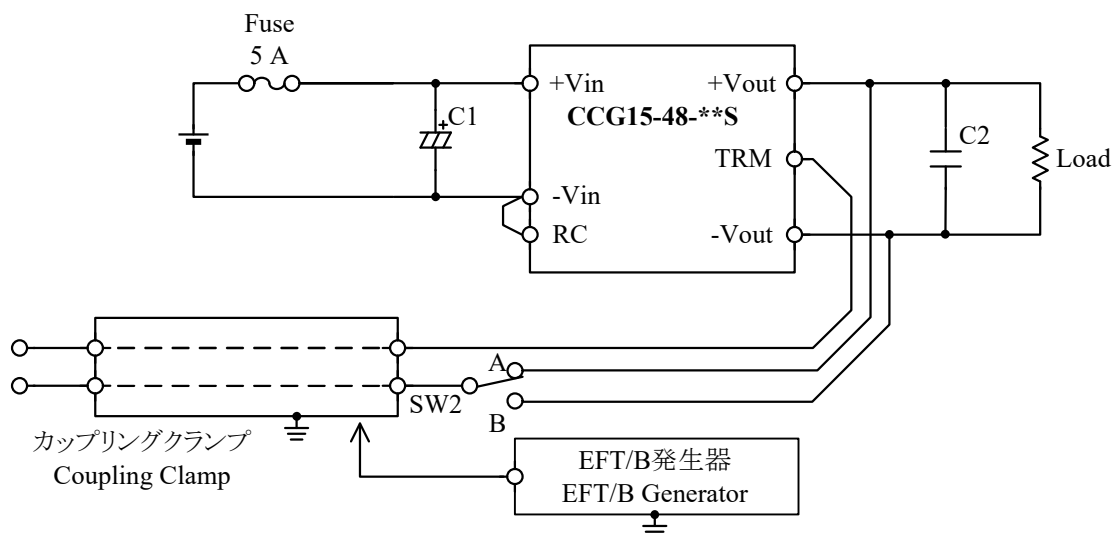 Fuse
5 A
+Vin
+Vout
CCG15-48-**S
C1
C2
TRM
Load
-Vin
-Vout
RC
A
SW2
B
カップリングクランプ
Coupling Clamp
EFT/B発生器
EFT/B Generator